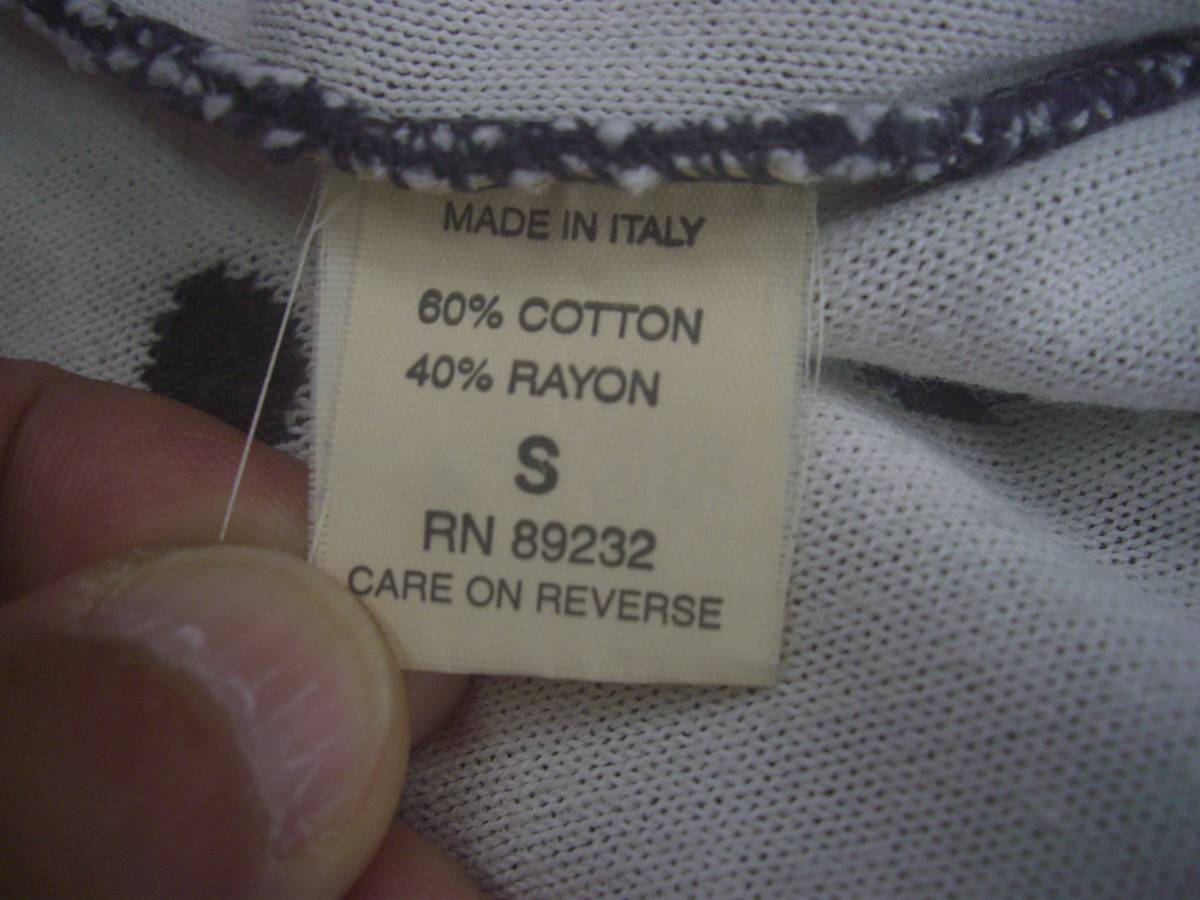 MADE IN ITALY
60% COTTON
40% RAYON
S
RN 89232
CARE ON REVERSE